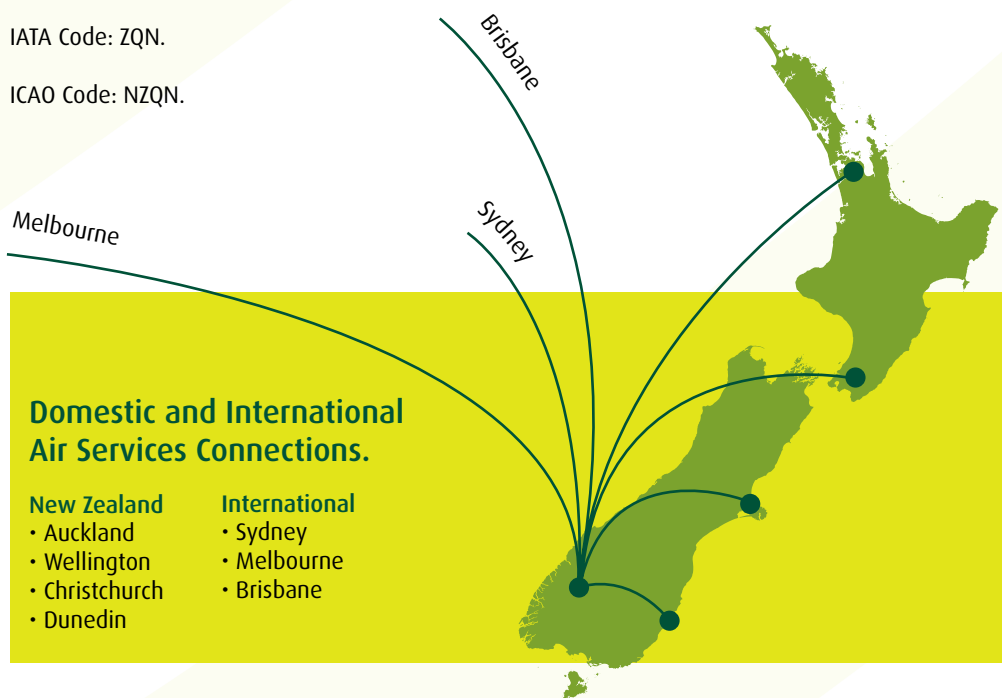 IATA Code: ZQN.
ICAO Code: NZQN.
Brisbane
Melbourne
Sydney
Domestic and International
Air Services Connections.
New Zealand
• Auckland
• Wellington
• Christchurch
• Dunedin
International
• Sydney
• Melbourne
• Brisbane